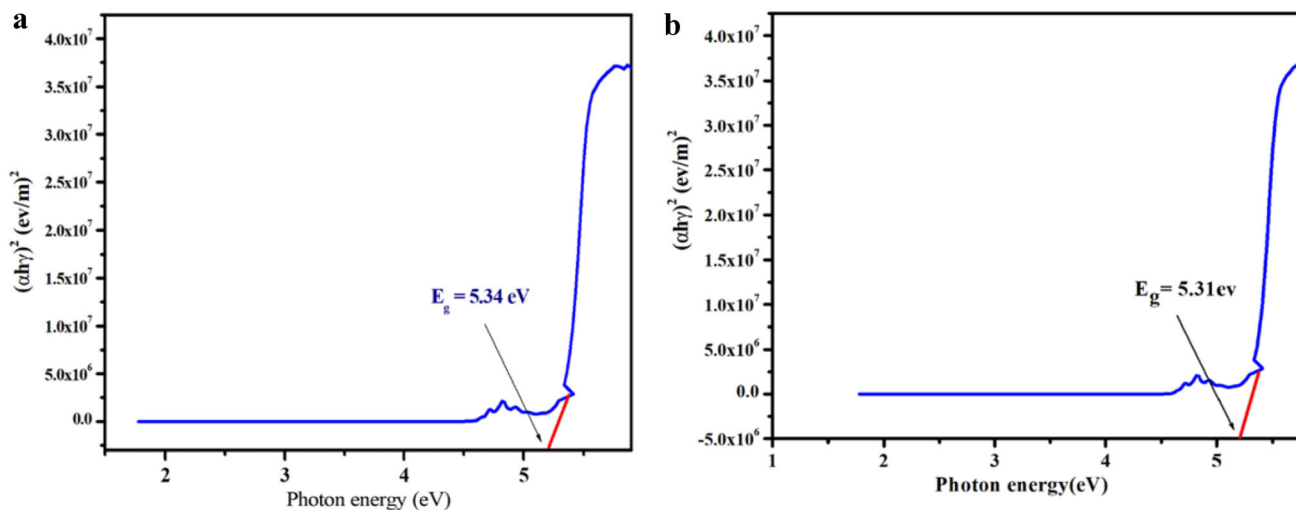 a
4.0x10⁷
3.5x10⁷
3.0x10⁷
2.5x10⁷
2.0x10⁷
1.5x10⁷
1.0x10⁷
5.0x10⁶
0.0
(αhγ)² (ev/m)²
E_g = 5.34 eV
2 3 4 5
Photon energy (eV)
b
4.0x10⁷
3.5x10⁷
3.0x10⁷
2.5x10⁷
2.0x10⁷
1.5x10⁷
1.0x10⁷
5.0x10⁶
0.0
-5.0x10⁶
(αhγ)² (ev/m)²
E_g= 5.31ev
1 2 3 4 5
Photon energy(eV)